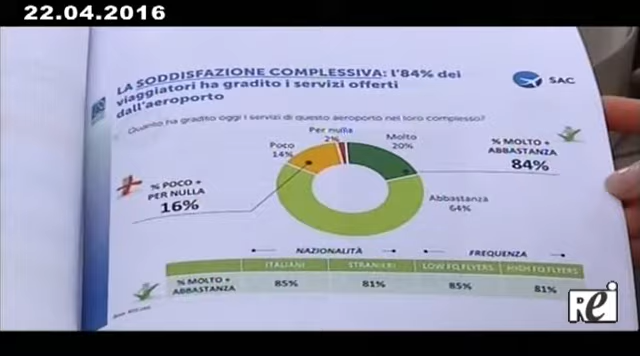 22.04.2016
LA SODDISFAZIONE COMPLESSIVA: l'84% dei
viaggiatori ha gradito i servizi offerti
dall'aeroporto
SAC
Quanto ha gradito oggi i servizi di questo aeroporto nel loro complesso?
Per nulla
2%
Molto
20%
Poco
14%
% MOLTO +
ABBASTANZA
84%
% POCO +
PER NULLA
16%
Abbastanza
64%
NAZIONALITÀ
FREQUENZA
ITALIANI STRANIERI LOW FQ.FLYERS HIGH FQ.FLYERS
% MOLTO +
ABBASTANZA
85% 81% 85% 81%
REi